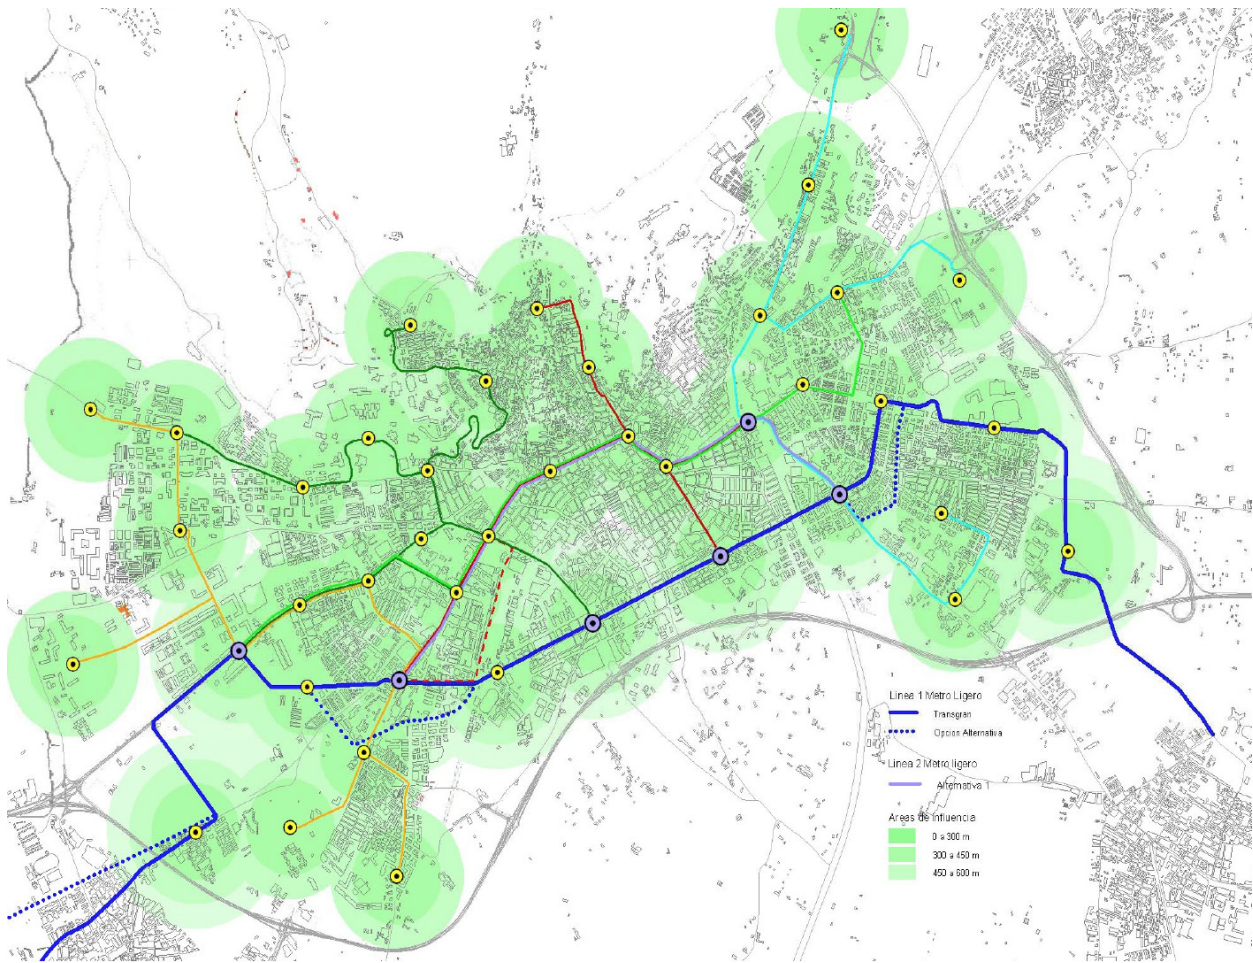 Linea 1 Metro Ligero
Transgran
Opcion Alternativa
Linea 2 Metro ligero
Alternativa 1
Areas de Influencia
0 a 300 m
300 a 450 m
450 a 600 m